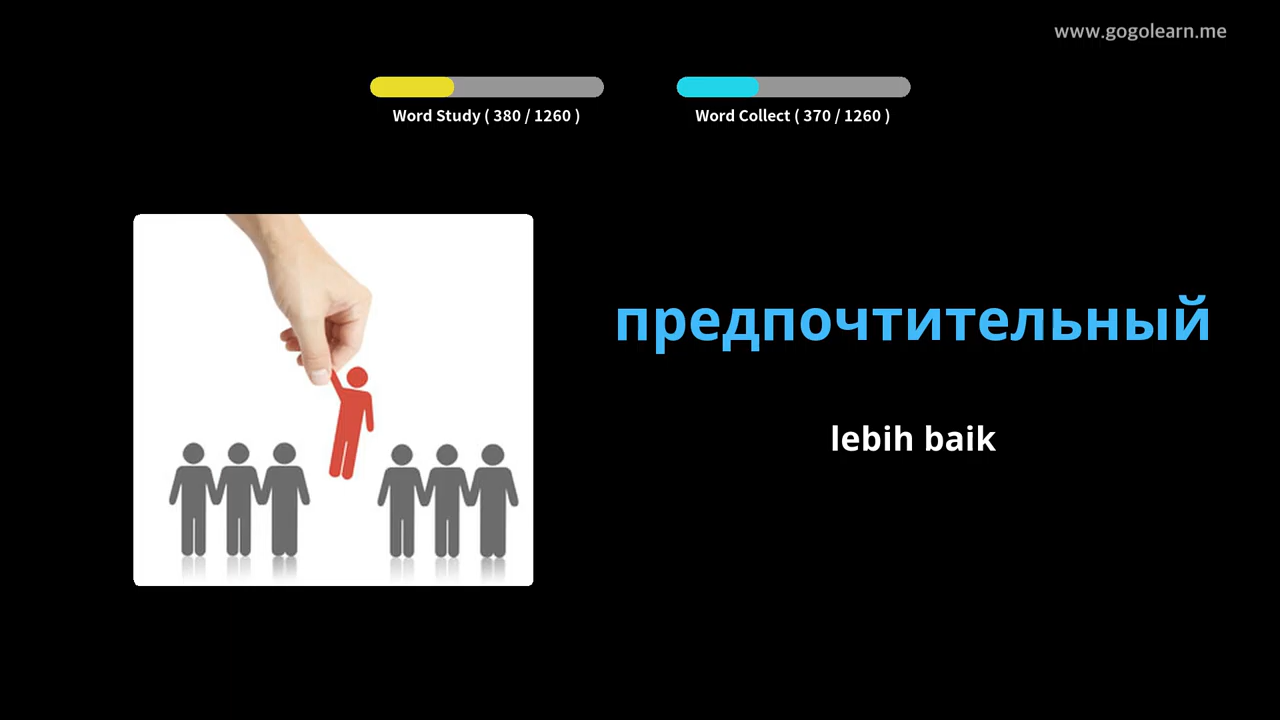 www.gogolearn.me
Word Study ( 380 / 1260 )
Word Collect ( 370 / 1260 )
предпочтительный
lebih baik